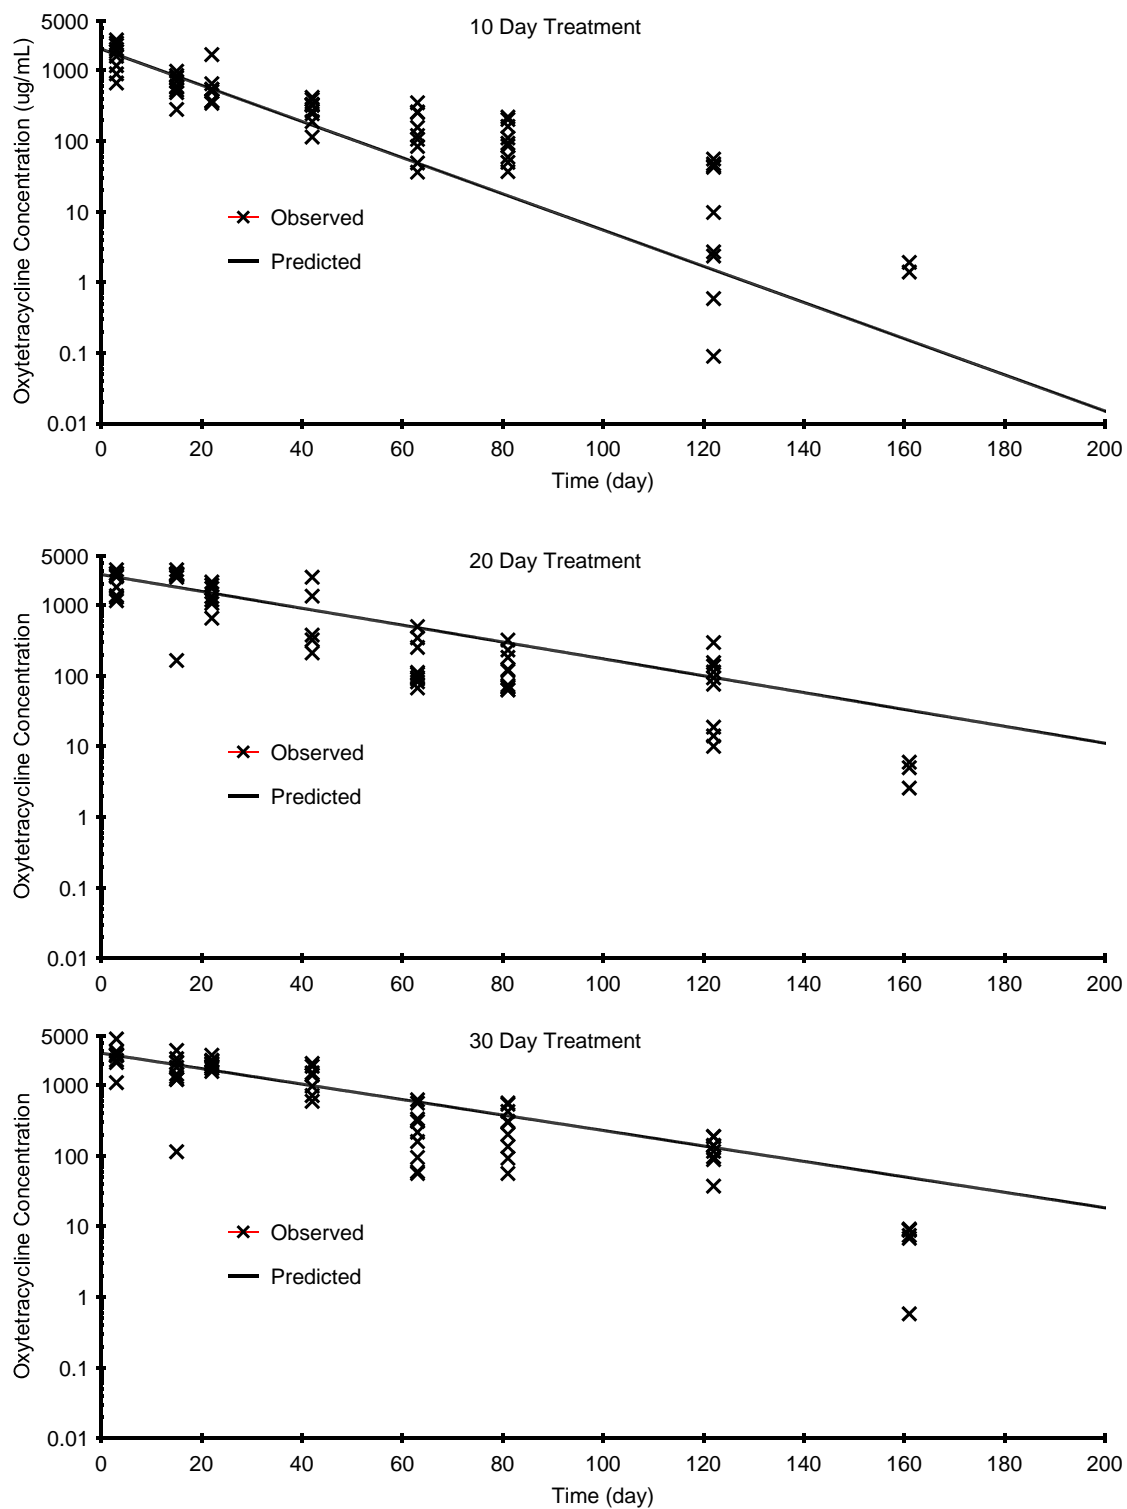 10 Day Treatment
Oxytetracycline Concentration (ug/mL)
5000
1000
100
10
1
0.1
0.01
Observed
Predicted
0 20 40 60 80 100 120 140 160 180 200
Time (day)
20 Day Treatment
Oxytetracycline Concentration
5000
1000
100
10
1
0.1
0.01
Observed
Predicted
0 20 40 60 80 100 120 140 160 180 200
30 Day Treatment
Oxytetracycline Concentration
5000
1000
100
10
1
0.1
0.01
Observed
Predicted
0 20 40 60 80 100 120 140 160 180 200
Time (day)